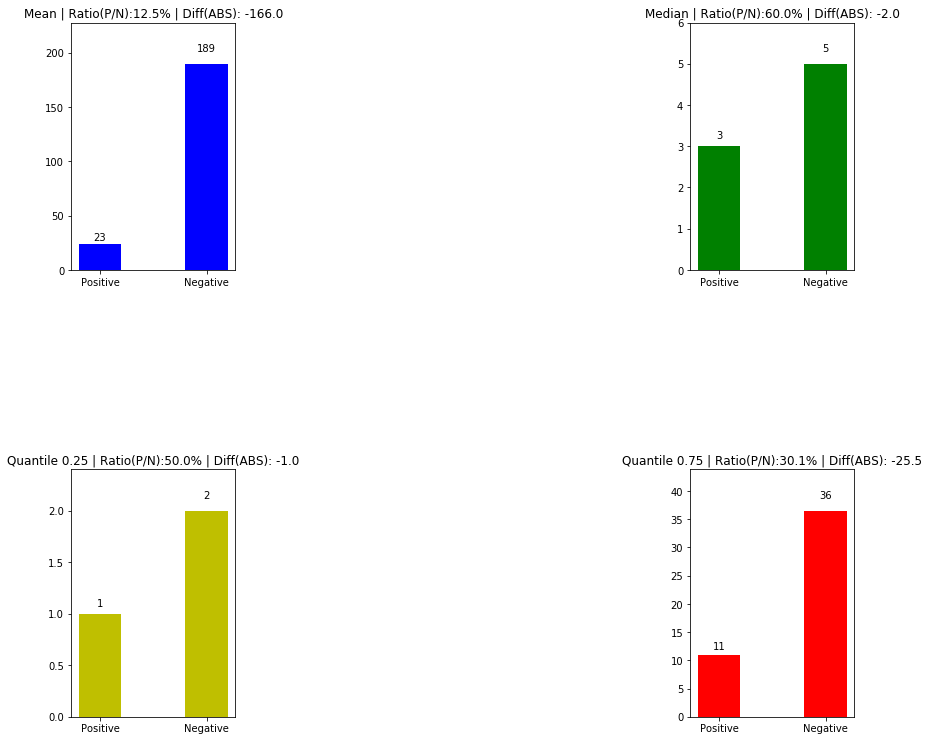 Mean | Ratio(P/N):12.5% | Diff(ABS): -166.0
200
150
100
50
0
23
189
Positive
Negative
Median | Ratio(P/N):60.0% | Diff(ABS): -2.0
6
5
4
3
2
1
0
3
5
Positive
Negative
Quantile 0.25 | Ratio(P/N):50.0% | Diff(ABS): -1.0
2.0
1.5
1.0
0.5
0.0
1
2
Positive
Negative
Quantile 0.75 | Ratio(P/N):30.1% | Diff(ABS): -25.5
40
35
30
25
20
15
10
5
0
11
36
Positive
Negative